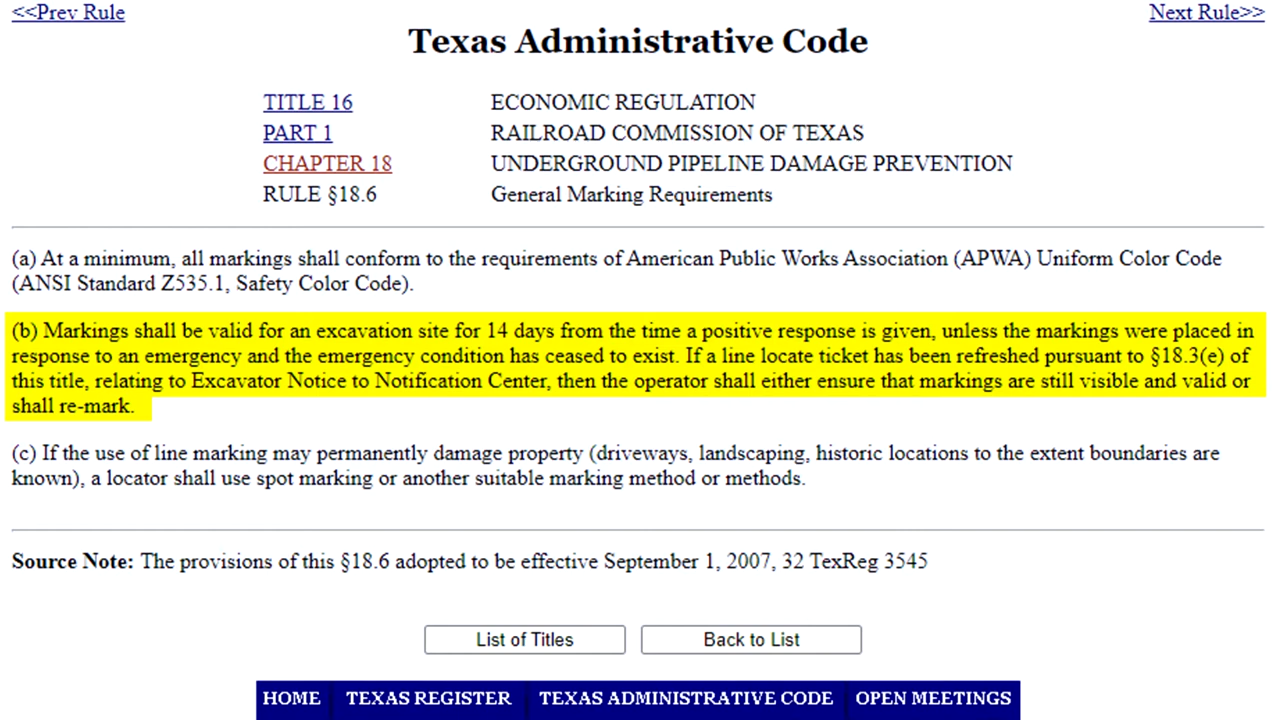 <<Prev Rule Next Rule>>
Texas Administrative Code
TITLE 16 ECONOMIC REGULATION
PART 1 RAILROAD COMMISSION OF TEXAS
CHAPTER 18 UNDERGROUND PIPELINE DAMAGE PREVENTION
RULE §18.6 General Marking Requirements
(a) At a minimum, all markings shall conform to the requirements of American Public Works Association (APWA) Uniform Color Code
(ANSI Standard Z535.1, Safety Color Code).
(b) Markings shall be valid for an excavation site for 14 days from the time a positive response is given, unless the markings were placed in
response to an emergency and the emergency condition has ceased to exist. If a line locate ticket has been refreshed pursuant to §18.3(e) of
this title, relating to Excavator Notice to Notification Center, then the operator shall either ensure that markings are still visible and valid or
shall re-mark.
(c) If the use of line marking may permanently damage property (driveways, landscaping, historic locations to the extent boundaries are
known), a locator shall use spot marking or another suitable marking method or methods.
Source Note: The provisions of this §18.6 adopted to be effective September 1, 2007, 32 TexReg 3545
List of Titles Back to List
HOME TEXAS REGISTER TEXAS ADMINISTRATIVE CODE OPEN MEETINGS